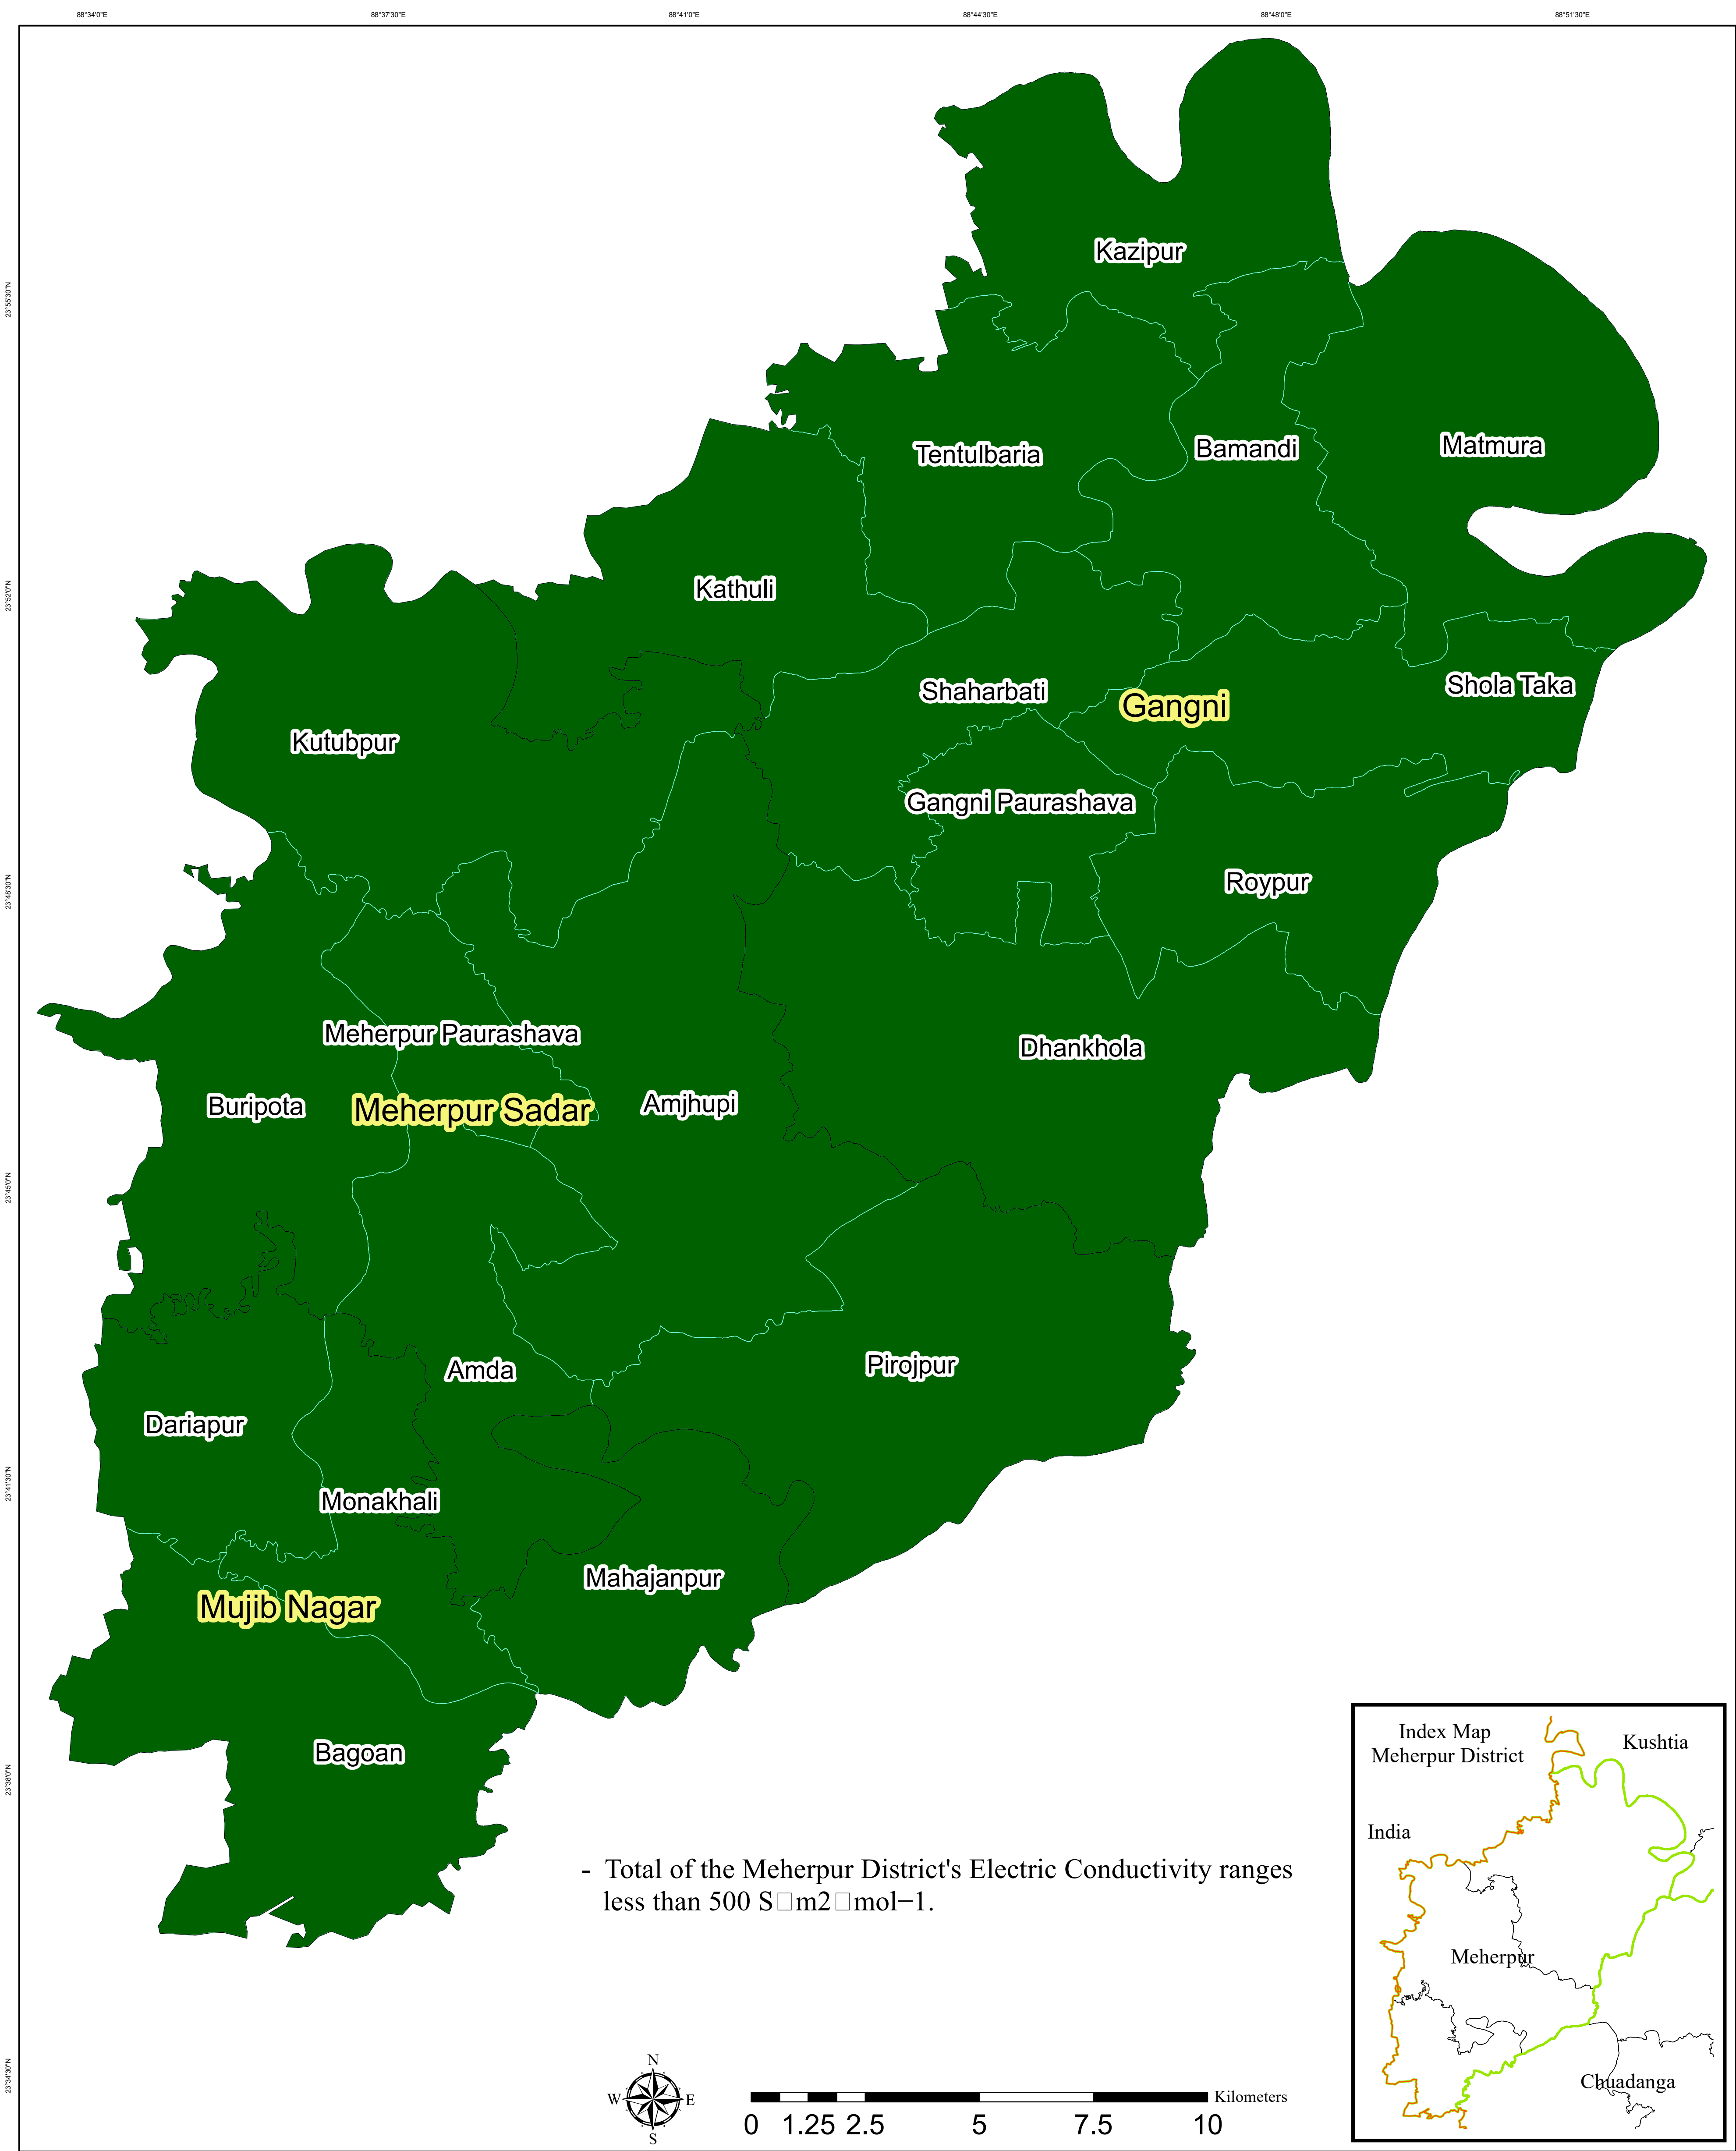 88°34'0"E
88°37'30"E
88°41'0"E
88°44'30"E
88°48'0"E
88°51'30"E
23°55'30"N
23°52'0"N
23°48'30"N
23°45'0"N
23°41'30"N
23°38'0"N
23°34'30"N
Kazipur
Tentulbaria
Bamandi
Matmura
Kathuli
Shaharbati
Gangni
Shola Taka
Kutubpur
Gangni Paurashava
Roypur
Meherpur Paurashava
Dhankhola
Buripota
Meherpur Sadar
Amjhupi
Amda
Pirojpur
Dariapur
Monakhali
Mahajanpur
Mujib Nagar
Bagoan
- Total of the Meherpur District's Electric Conductivity ranges
less than 500 S□m2□mol−1.
N
W
E
S
Kilometers
0 1.25 2.5 5 7.5 10
Index Map
Meherpur District
Kushtia
India
Meherpur
Chuadanga